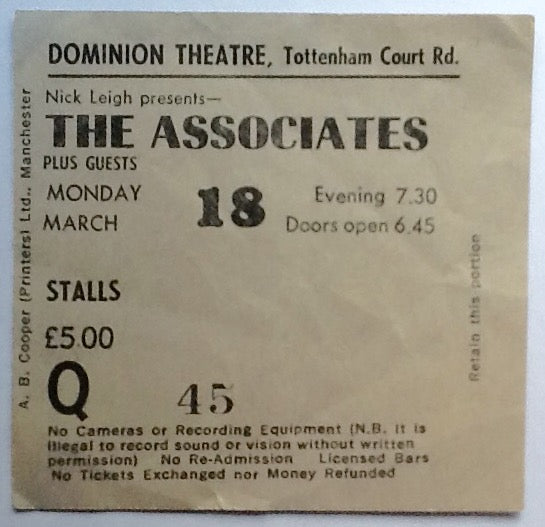 DOMINION THEATRE, Tottenham Court Rd.
Nick Leigh presents—
THE ASSOCIATES
PLUS GUESTS
MONDAY 18 Evening 7.30
MARCH Doors open 6.45
STALLS
£5.00
Q 45
No Cameras or Recording Equipment (N.B. It is
illegal to record sound or vision without written
permission) No Re-Admission Licensed Bars
No Tickets Exchanged nor Money Refunded
A. B. Cooper (Printers) Ltd., Manchester
Retain this portion